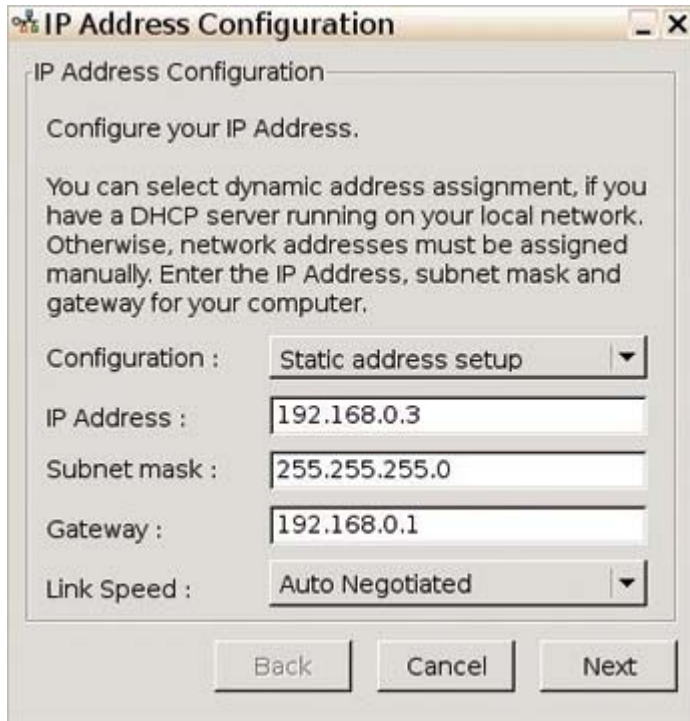 IP Address Configuration
IP Address Configuration
Configure your IP Address.
You can select dynamic address assignment, if you
have a DHCP server running on your local network.
Otherwise, network addresses must be assigned
manually. Enter the IP Address, subnet mask and
gateway for your computer.
Configuration : Static address setup
IP Address : 192.168.0.3
Subnet mask : 255.255.255.0
Gateway : 192.168.0.1
Link Speed : Auto Negotiated
Back Cancel Next